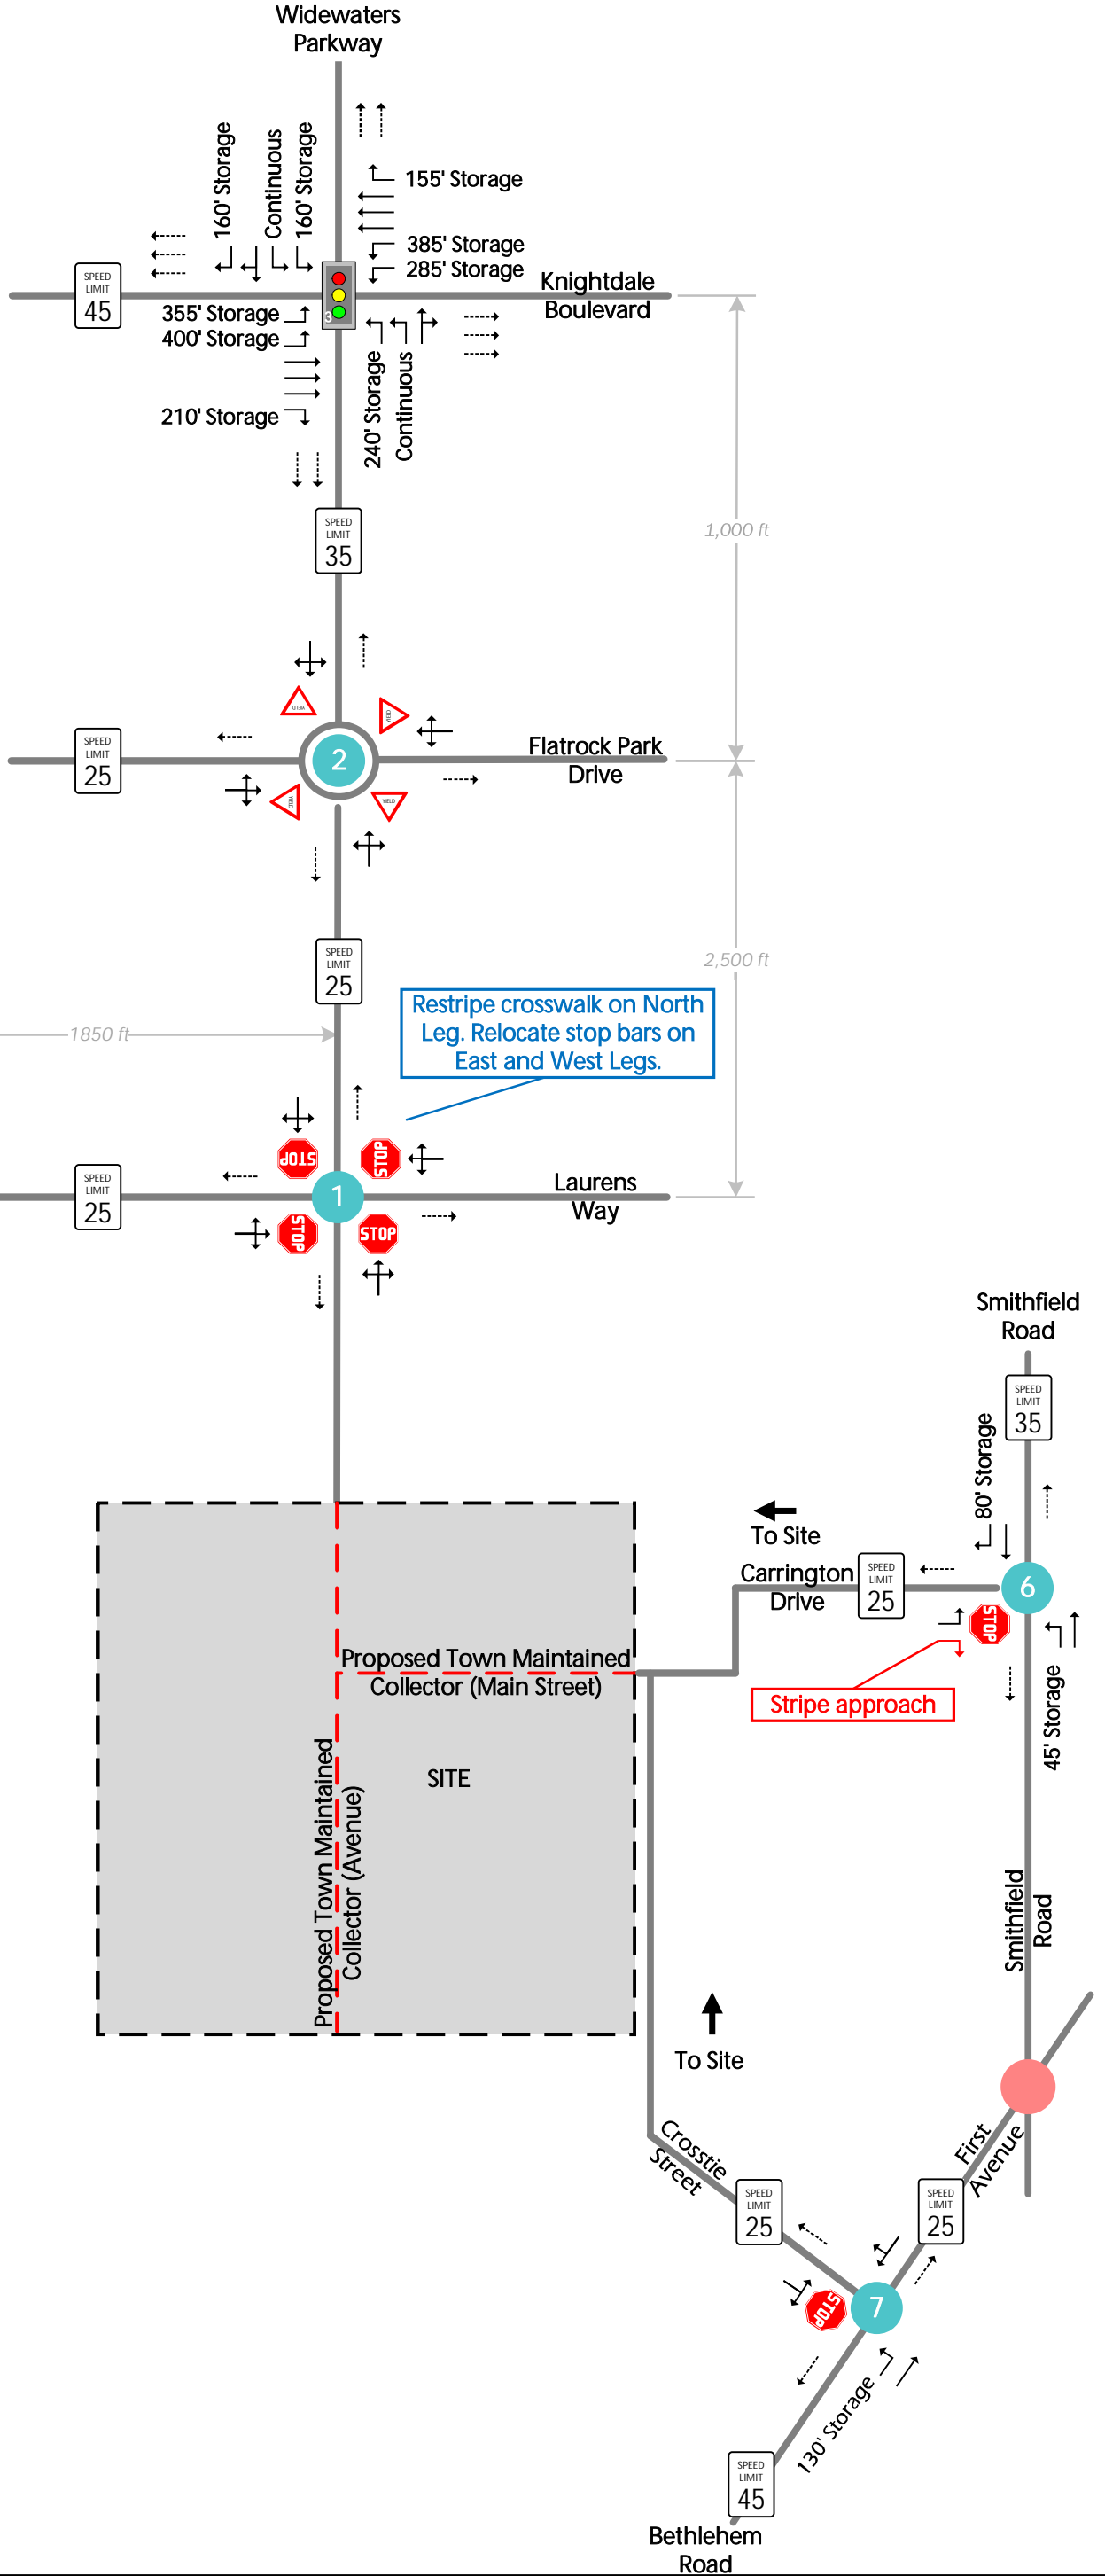 Widewaters
Parkway
160' Storage
Continuous
160' Storage
155' Storage
385' Storage
285' Storage
SPEED
LIMIT
45
3
Knightdale
Boulevard
355' Storage
400' Storage
210' Storage
240' Storage
Continuous
SPEED
LIMIT
35
1,000 ft
YIELD
YIELD
SPEED
LIMIT
25
2
Flatrock Park
Drive
YIELD
YIELD
SPEED
LIMIT
25
2,500 ft
Restripe crosswalk on North
Leg. Relocate stop bars on
East and West Legs.
1850 ft
STOP
STOP
SPEED
LIMIT
25
1
Laurens
Way
STOP
STOP
Smithfield
Road
SPEED
LIMIT
35
80' Storage
To Site
Carrington
Drive
SPEED
LIMIT
25
6
STOP
Proposed Town Maintained
Collector (Main Street)
Stripe approach
45' Storage
SITE
Proposed Town Maintained
Collector (Avenue)
Smithfield
Road
To Site
Crosstie
Street
First
Avenue
SPEED
LIMIT
25
SPEED
LIMIT
25
STOP
7
130' Storage
SPEED
LIMIT
45
Bethlehem
Road